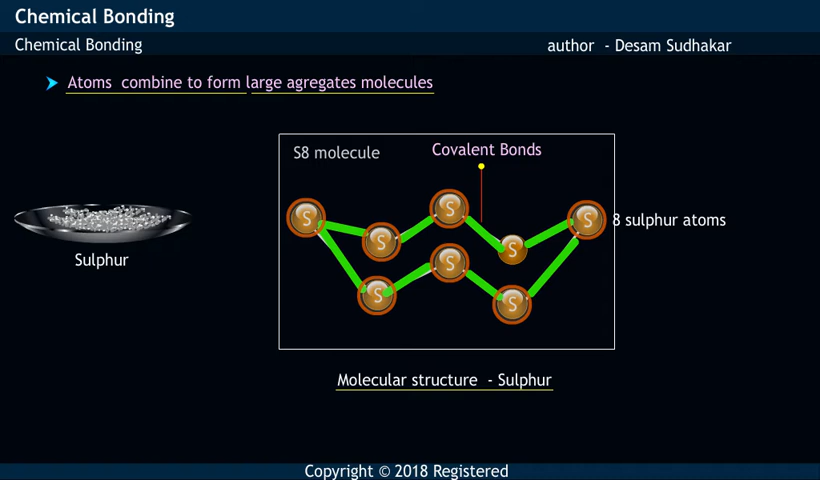 Chemical Bonding
Chemical Bonding
author - Desam Sudhakar
Atoms combine to form large agregates molecules
S8 molecule
Covalent Bonds
S
S
S
S
S
8 sulphur atoms
S
S
S
Sulphur
Molecular structure - Sulphur
Copyright © 2018 Registered